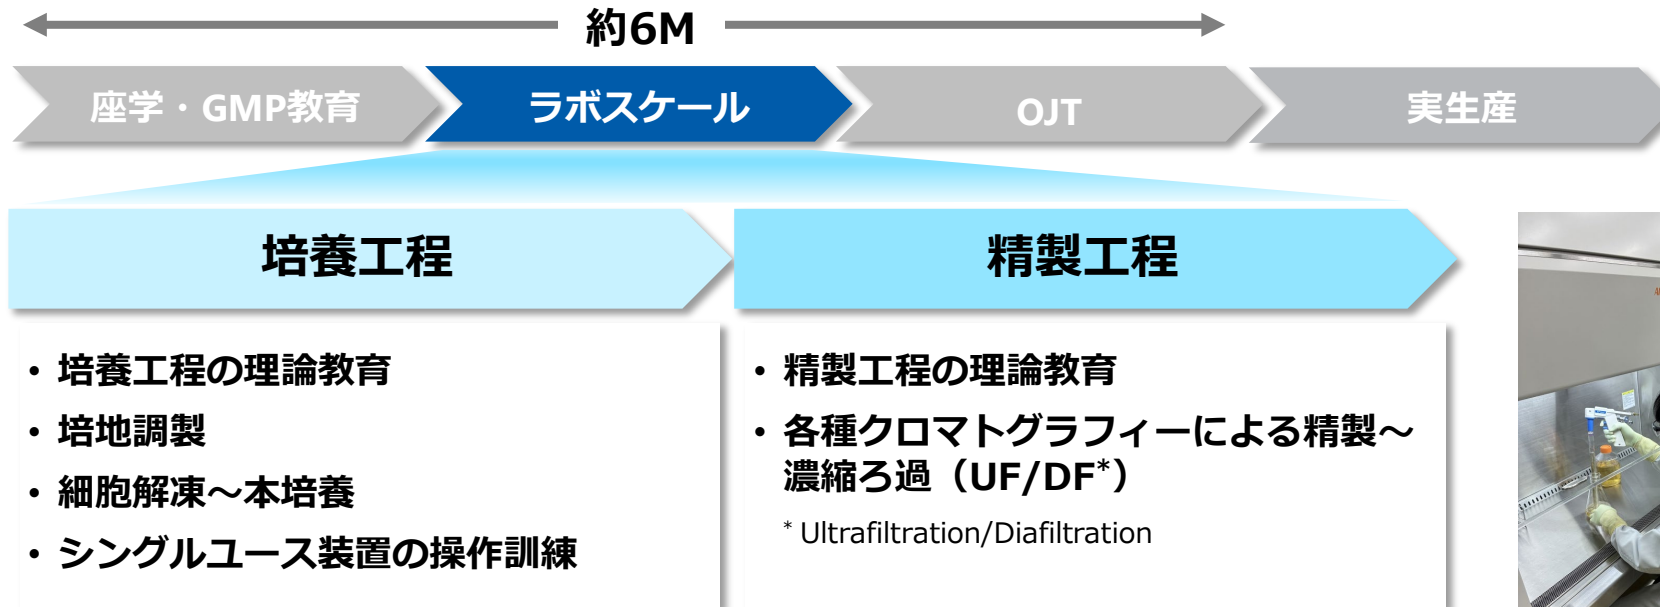 約6M
座学・GMP教育
ラボスケール
OJT
実生産
培養工程
精製工程
・培養工程の理論教育
・培地調製
・細胞解凍～本培養
・シングルユース装置の操作訓練
・精製工程の理論教育
・各種クロマトグラフィーによる精製～
濃縮ろ過（UF/DF*）
* Ultrafiltration/Diafiltration